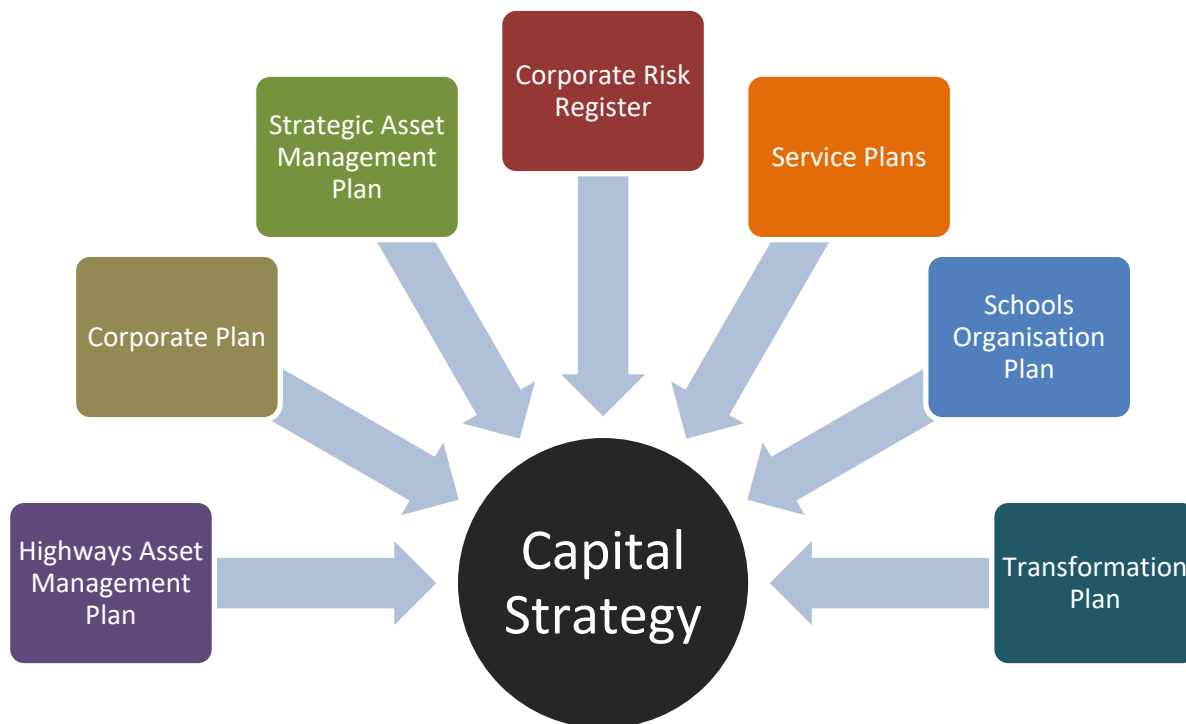 Corporate Risk
Register
Strategic Asset
Management
Plan
Service Plans
Corporate Plan
Schools
Organisation
Plan
Highways Asset
Management
Plan
Capital
Strategy
Transformation
Plan